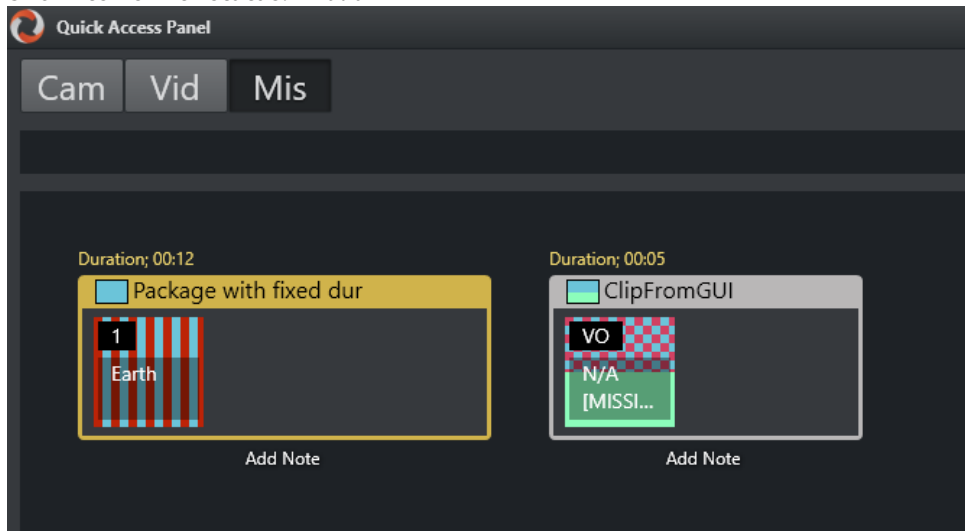 Quick Access Panel
Cam Vid Mis
Duration; 00:12
Package with fixed dur
1
Earth
Add Note
Duration; 00:05
ClipFromGUI
VO
N/A
[MISSI...
Add Note